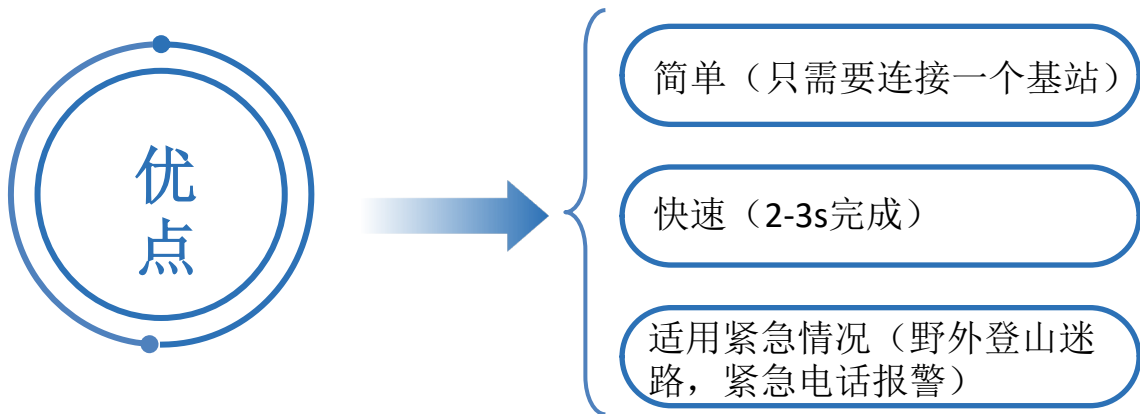 优
点
简单（只需要连接一个基站）
快速（2-3s完成）
适用紧急情况（野外登山迷
路，紧急电话报警）